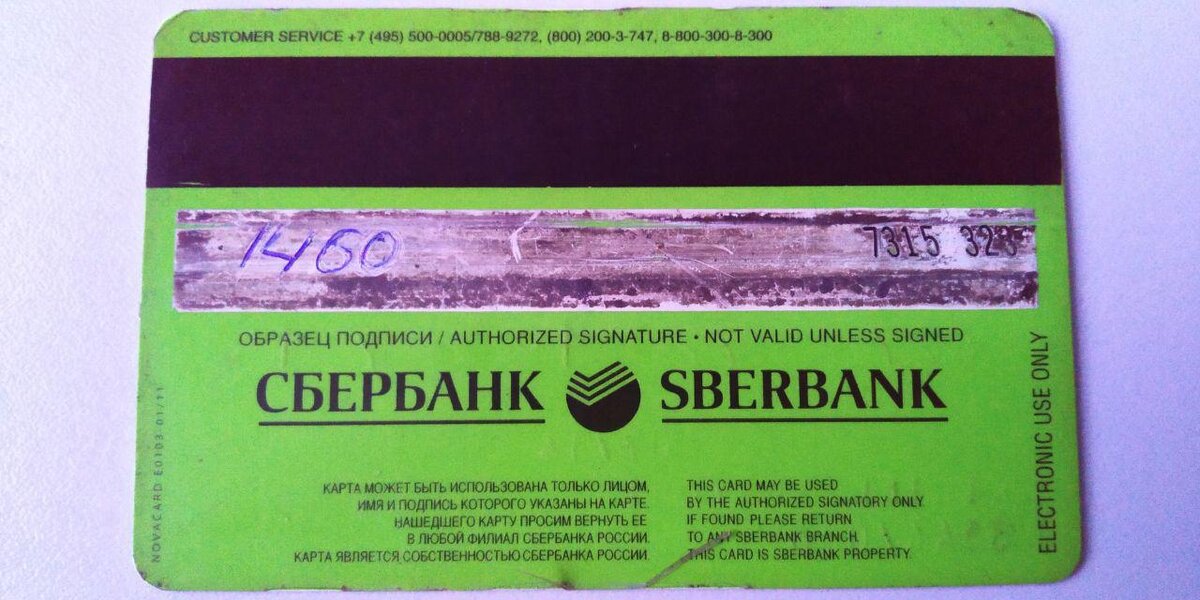 CUSTOMER SERVICE +7 (495) 500-0005/788-9272, (800) 200-3-747, 8-800-300-8-300
1460
7315
ОБРАЗЕЦ ПОДПИСИ / AUTHORIZED SIGNATURE • NOT VALID UNLESS SIGNED
СБЕРБАНК SBERBANK
КАРТА МОЖЕТ БЫТЬ ИСПОЛЬЗОВАНА ТОЛЬКО ЛИЦОМ,
ИМЯ И ПОДПИСЬ КОТОРОГО УКАЗАНЫ НА КАРТЕ.
НАШЕДШЕГО КАРТУ ПРОСИМ ВЕРНУТЬ ЕЕ
В ЛЮБОЙ ФИЛИАЛ СБЕРБАНКА РОССИИ.
КАРТА ЯВЛЯЕТСЯ СОБСТВЕННОСТЬЮ СБЕРБАНКА РОССИИ.
THIS CARD MAY BE USED
BY THE AUTHORIZED SIGNATORY ONLY.
IF FOUND PLEASE RETURN
TO ANY SBERBANK BRANCH.
THIS CARD IS SBERBANK PROPERTY.
NOVACARD E0103 01/11
ELECTRONIC USE ONLY